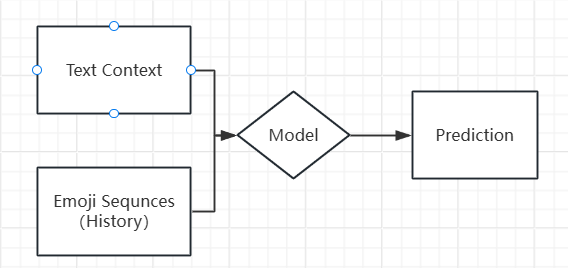 Text Context
Model
Prediction
Emoji Sequnces
(History)